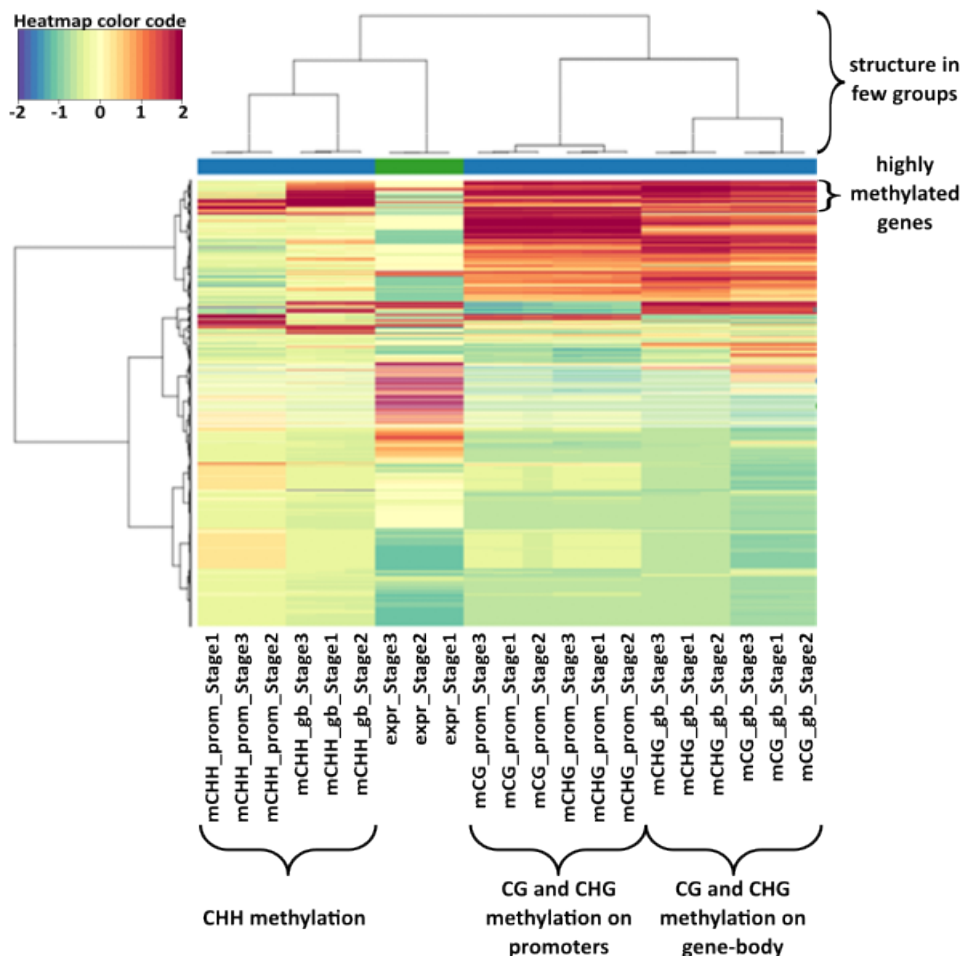 Heatmap color code
-2 -1 0 1 2
structure in
few groups
highly
methylated
genes
mCHH_prom_Stage1
mCHH_prom_Stage3
mCHH_prom_Stage2
mCHH_gb_Stage3
mCHH_gb_Stage1
mCHH_gb_Stage2
expr_Stage3
expr_Stage2
expr_Stage1
mCG_prom_Stage3
mCG_prom_Stage1
mCG_prom_Stage2
mCHG_prom_Stage3
mCHG_prom_Stage1
mCHG_prom_Stage2
mCHG_gb_Stage3
mCHG_gb_Stage1
mCHG_gb_Stage2
mCG_gb_Stage3
mCG_gb_Stage1
mCG_gb_Stage2
CHH methylation
CG and CHG
methylation on
promoters
CG and CHG
methylation on
gene-body